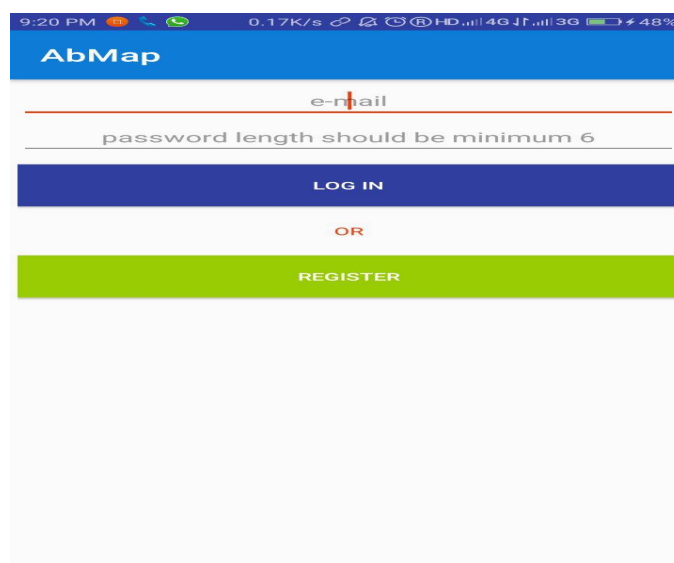 9:20 PM 0.17K/s R HD 4G 3G 48%
AbMap
e-mail
password length should be minimum 6
LOG IN
OR
REGISTER